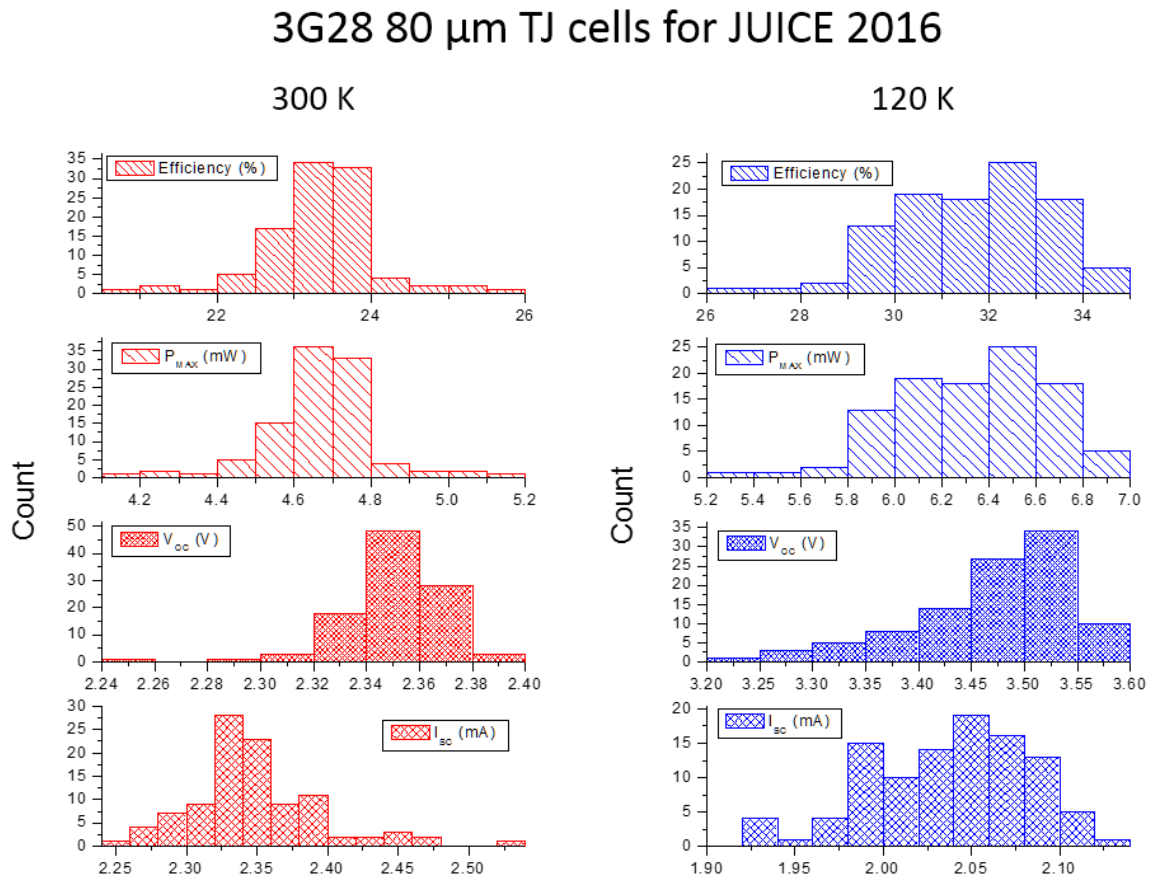 3G28 80 µm TJ cells for JUICE 2016
300 K
120 K
Efficiency (%)
35
30
25
20
15
10
5
0
22 24 26
P MAX (mW)
35
30
25
20
15
10
5
0
4.2 4.4 4.6 4.8 5.0 5.2
V OC (V)
50
40
30
20
10
0
2.24 2.26 2.28 2.30 2.32 2.34 2.36 2.38 2.40
I SC (mA)
30
25
20
15
10
5
0
2.25 2.30 2.35 2.40 2.45 2.50
Count
Efficiency (%)
25
20
15
10
5
0
26 28 30 32 34
P MAX (mW)
25
20
15
10
5
0
5.2 5.4 5.6 5.8 6.0 6.2 6.4 6.6 6.8 7.0
V OC (V)
35
30
25
20
15
10
5
0
3.20 3.25 3.30 3.35 3.40 3.45 3.50 3.55 3.60
I SC (mA)
20
15
10
5
0
1.90 1.95 2.00 2.05 2.10
Count